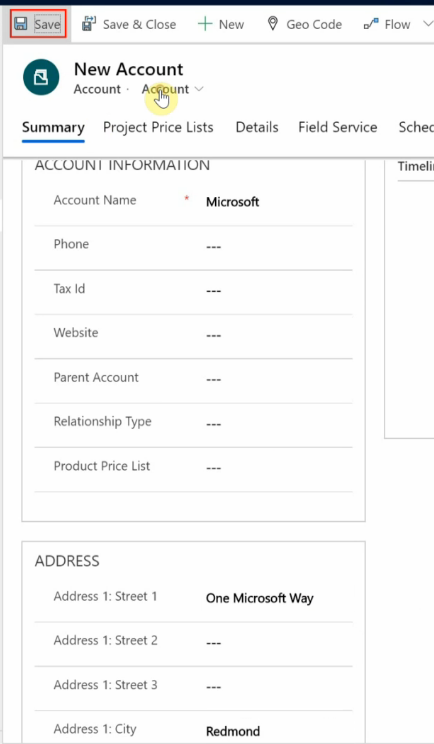 Save Save & Close New Geo Code Flow
New Account
Account · Account
Summary Project Price Lists Details Field Service Sched
ACCOUNT INFORMATION Timelin
Account Name * Microsoft
Phone ---
Tax Id ---
Website ---
Parent Account ---
Relationship Type ---
Product Price List ---
ADDRESS
Address 1: Street 1 One Microsoft Way
Address 1: Street 2 ---
Address 1: Street 3 ---
Address 1: City Redmond